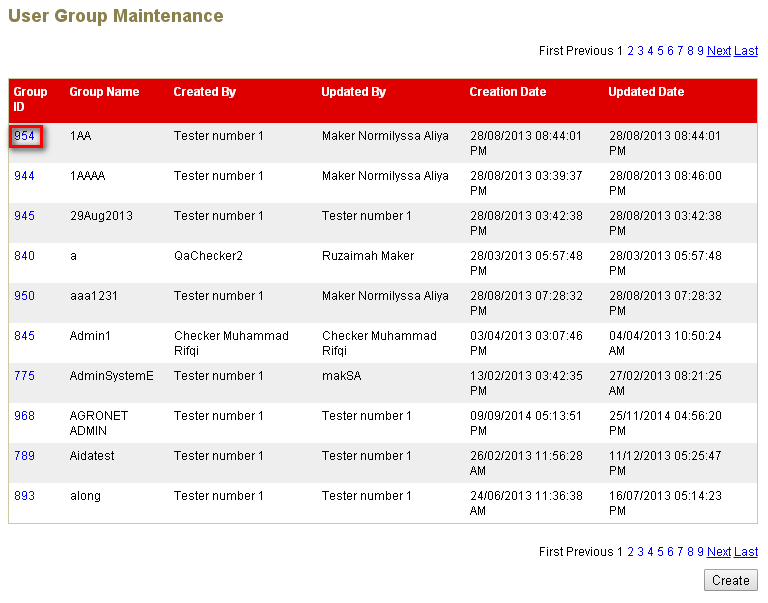 User Group Maintenance
First Previous 1 2 3 4 5 6 7 8 9 Next Last
Group ID Group Name Created By Updated By Creation Date Updated Date
954 1AA Tester number 1 Maker Normilyssa Aliya 28/08/2013 08:44:01 PM 28/08/2013 08:44:01 PM
944 1AAAA Tester number 1 Maker Normilyssa Aliya 28/08/2013 03:39:37 PM 28/08/2013 08:46:00 PM
945 29Aug2013 Tester number 1 Tester number 1 28/08/2013 03:42:38 PM 28/08/2013 03:42:38 PM
840 a QaChecker2 Ruzaimah Maker 28/03/2013 05:57:48 PM 28/03/2013 05:57:48 PM
950 aaa1231 Tester number 1 Maker Normilyssa Aliya 28/08/2013 07:28:32 PM 28/08/2013 07:28:32 PM
845 Admin1 Checker Muhammad Rifqi Checker Muhammad Rifqi 03/04/2013 03:07:46 PM 04/04/2013 10:50:24 AM
775 AdminSystemE Tester number 1 makSA 13/02/2013 03:42:35 PM 27/02/2013 08:21:25 AM
968 AGRONET ADMIN Tester number 1 Tester number 1 09/09/2014 05:13:51 PM 25/11/2014 04:56:20 PM
789 Aidatest Tester number 1 Tester number 1 26/02/2013 11:56:28 AM 11/12/2013 05:25:47 PM
893 along Tester number 1 Tester number 1 24/06/2013 11:36:38 AM 16/07/2013 05:14:23 PM
First Previous 1 2 3 4 5 6 7 8 9 Next Last
Create